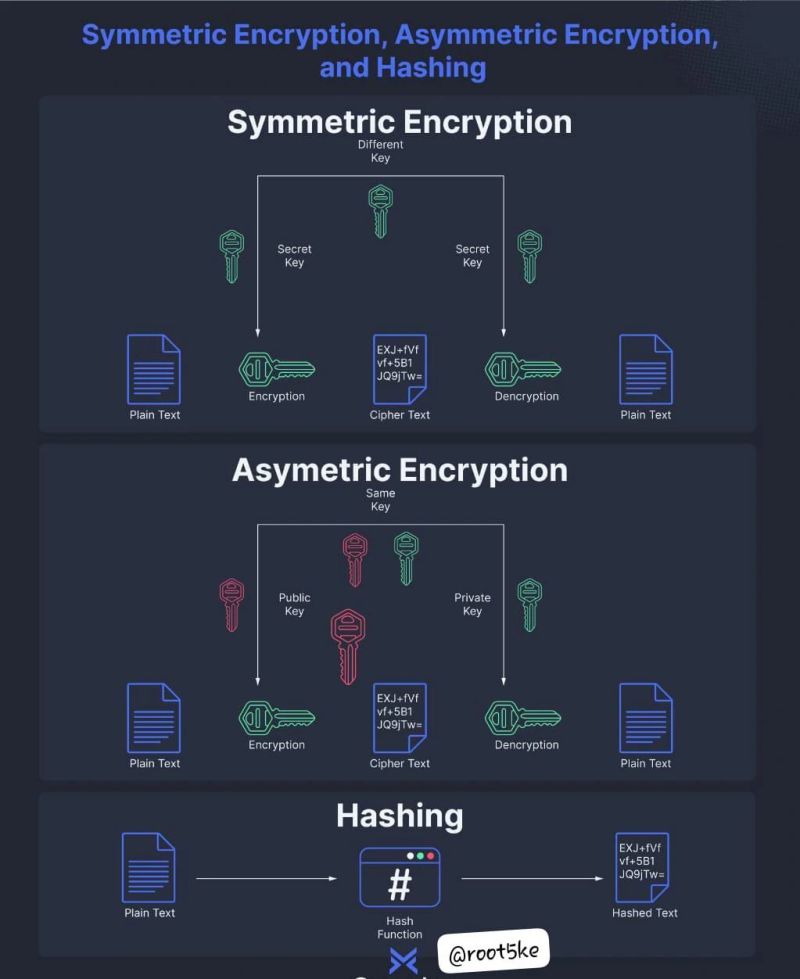 Symmetric Encryption, Asymmetric Encryption,
and Hashing
Symmetric Encryption
Different
Key
Secret
Key
Secret
Key
EXJ+fVf
vf+5B1
JQ9jTw=
Plain Text
Encryption
Cipher Text
Dencryption
Plain Text
Asymetric Encryption
Same
Key
Public
Key
Private
Key
EXJ+fVf
vf+5B1
JQ9jTw=
Plain Text
Encryption
Cipher Text
Dencryption
Plain Text
Hashing
EXJ+fVf
vf+5B1
JQ9jTw=
#
Plain Text
Hash
Function
Hashed Text
@root5ke